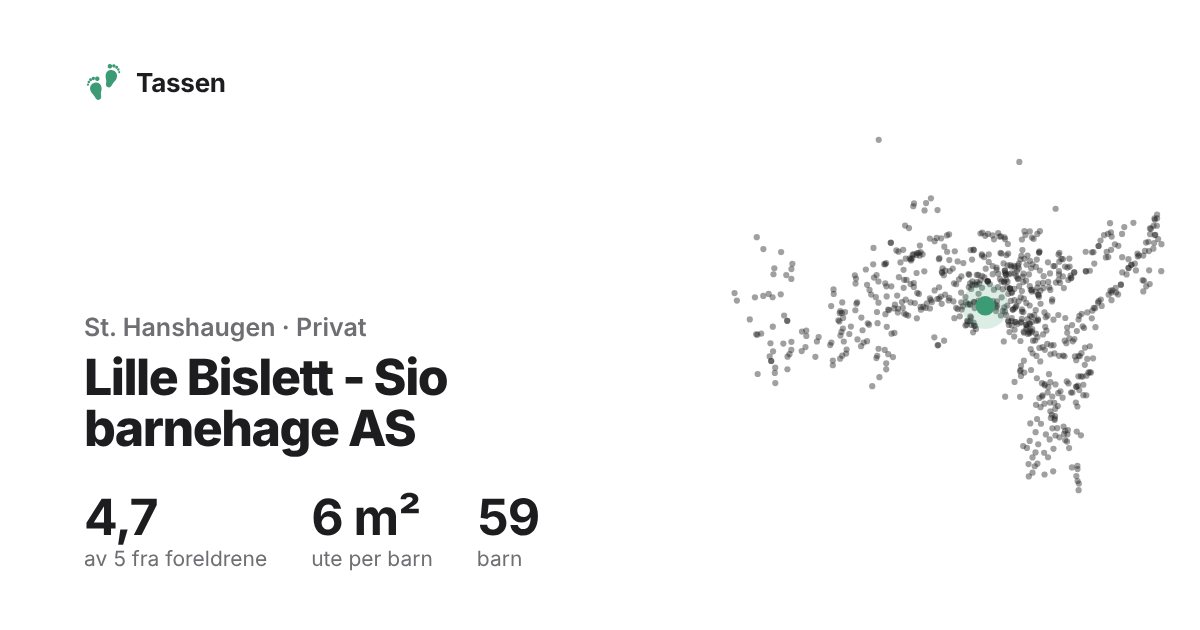 Tassen
St. Hanshaugen · Privat
Lille Bislett - Sio
barnehage AS
4,7
av 5 fra foreldrene
6 m²
ute per barn
59
barn